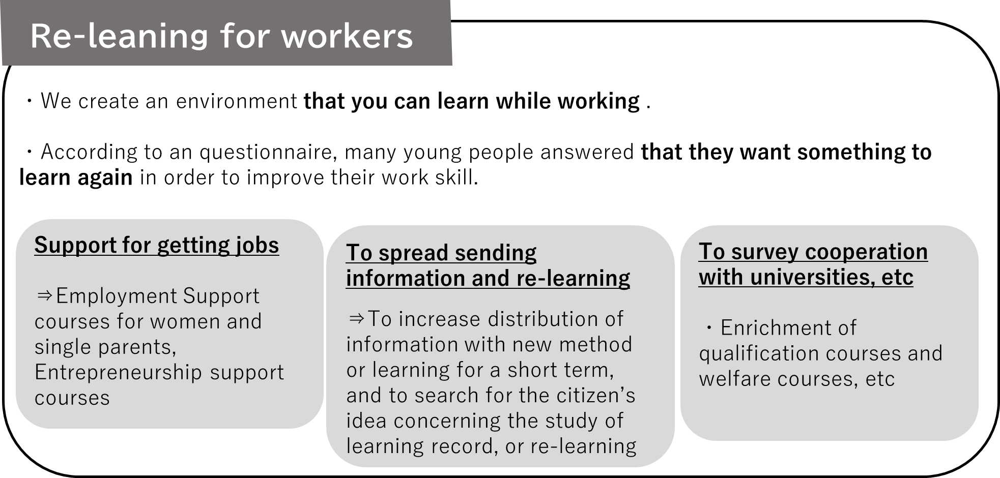 Re-leaning for workers
・We create an environment that you can learn while working .
・According to an questionnaire, many young people answered that they want something to
learn again in order to improve their work skill.
Support for getting jobs
⇒Employment Support
courses for women and
single parents,
Entrepreneurship support
courses
To spread sending
information and re-learning
⇒To increase distribution of
information with new method
or learning for a short term,
and to search for the citizen’s
idea concerning the study of
learning record, or re-learning
To survey cooperation
with universities, etc
・Enrichment of
qualification courses and
welfare courses, etc